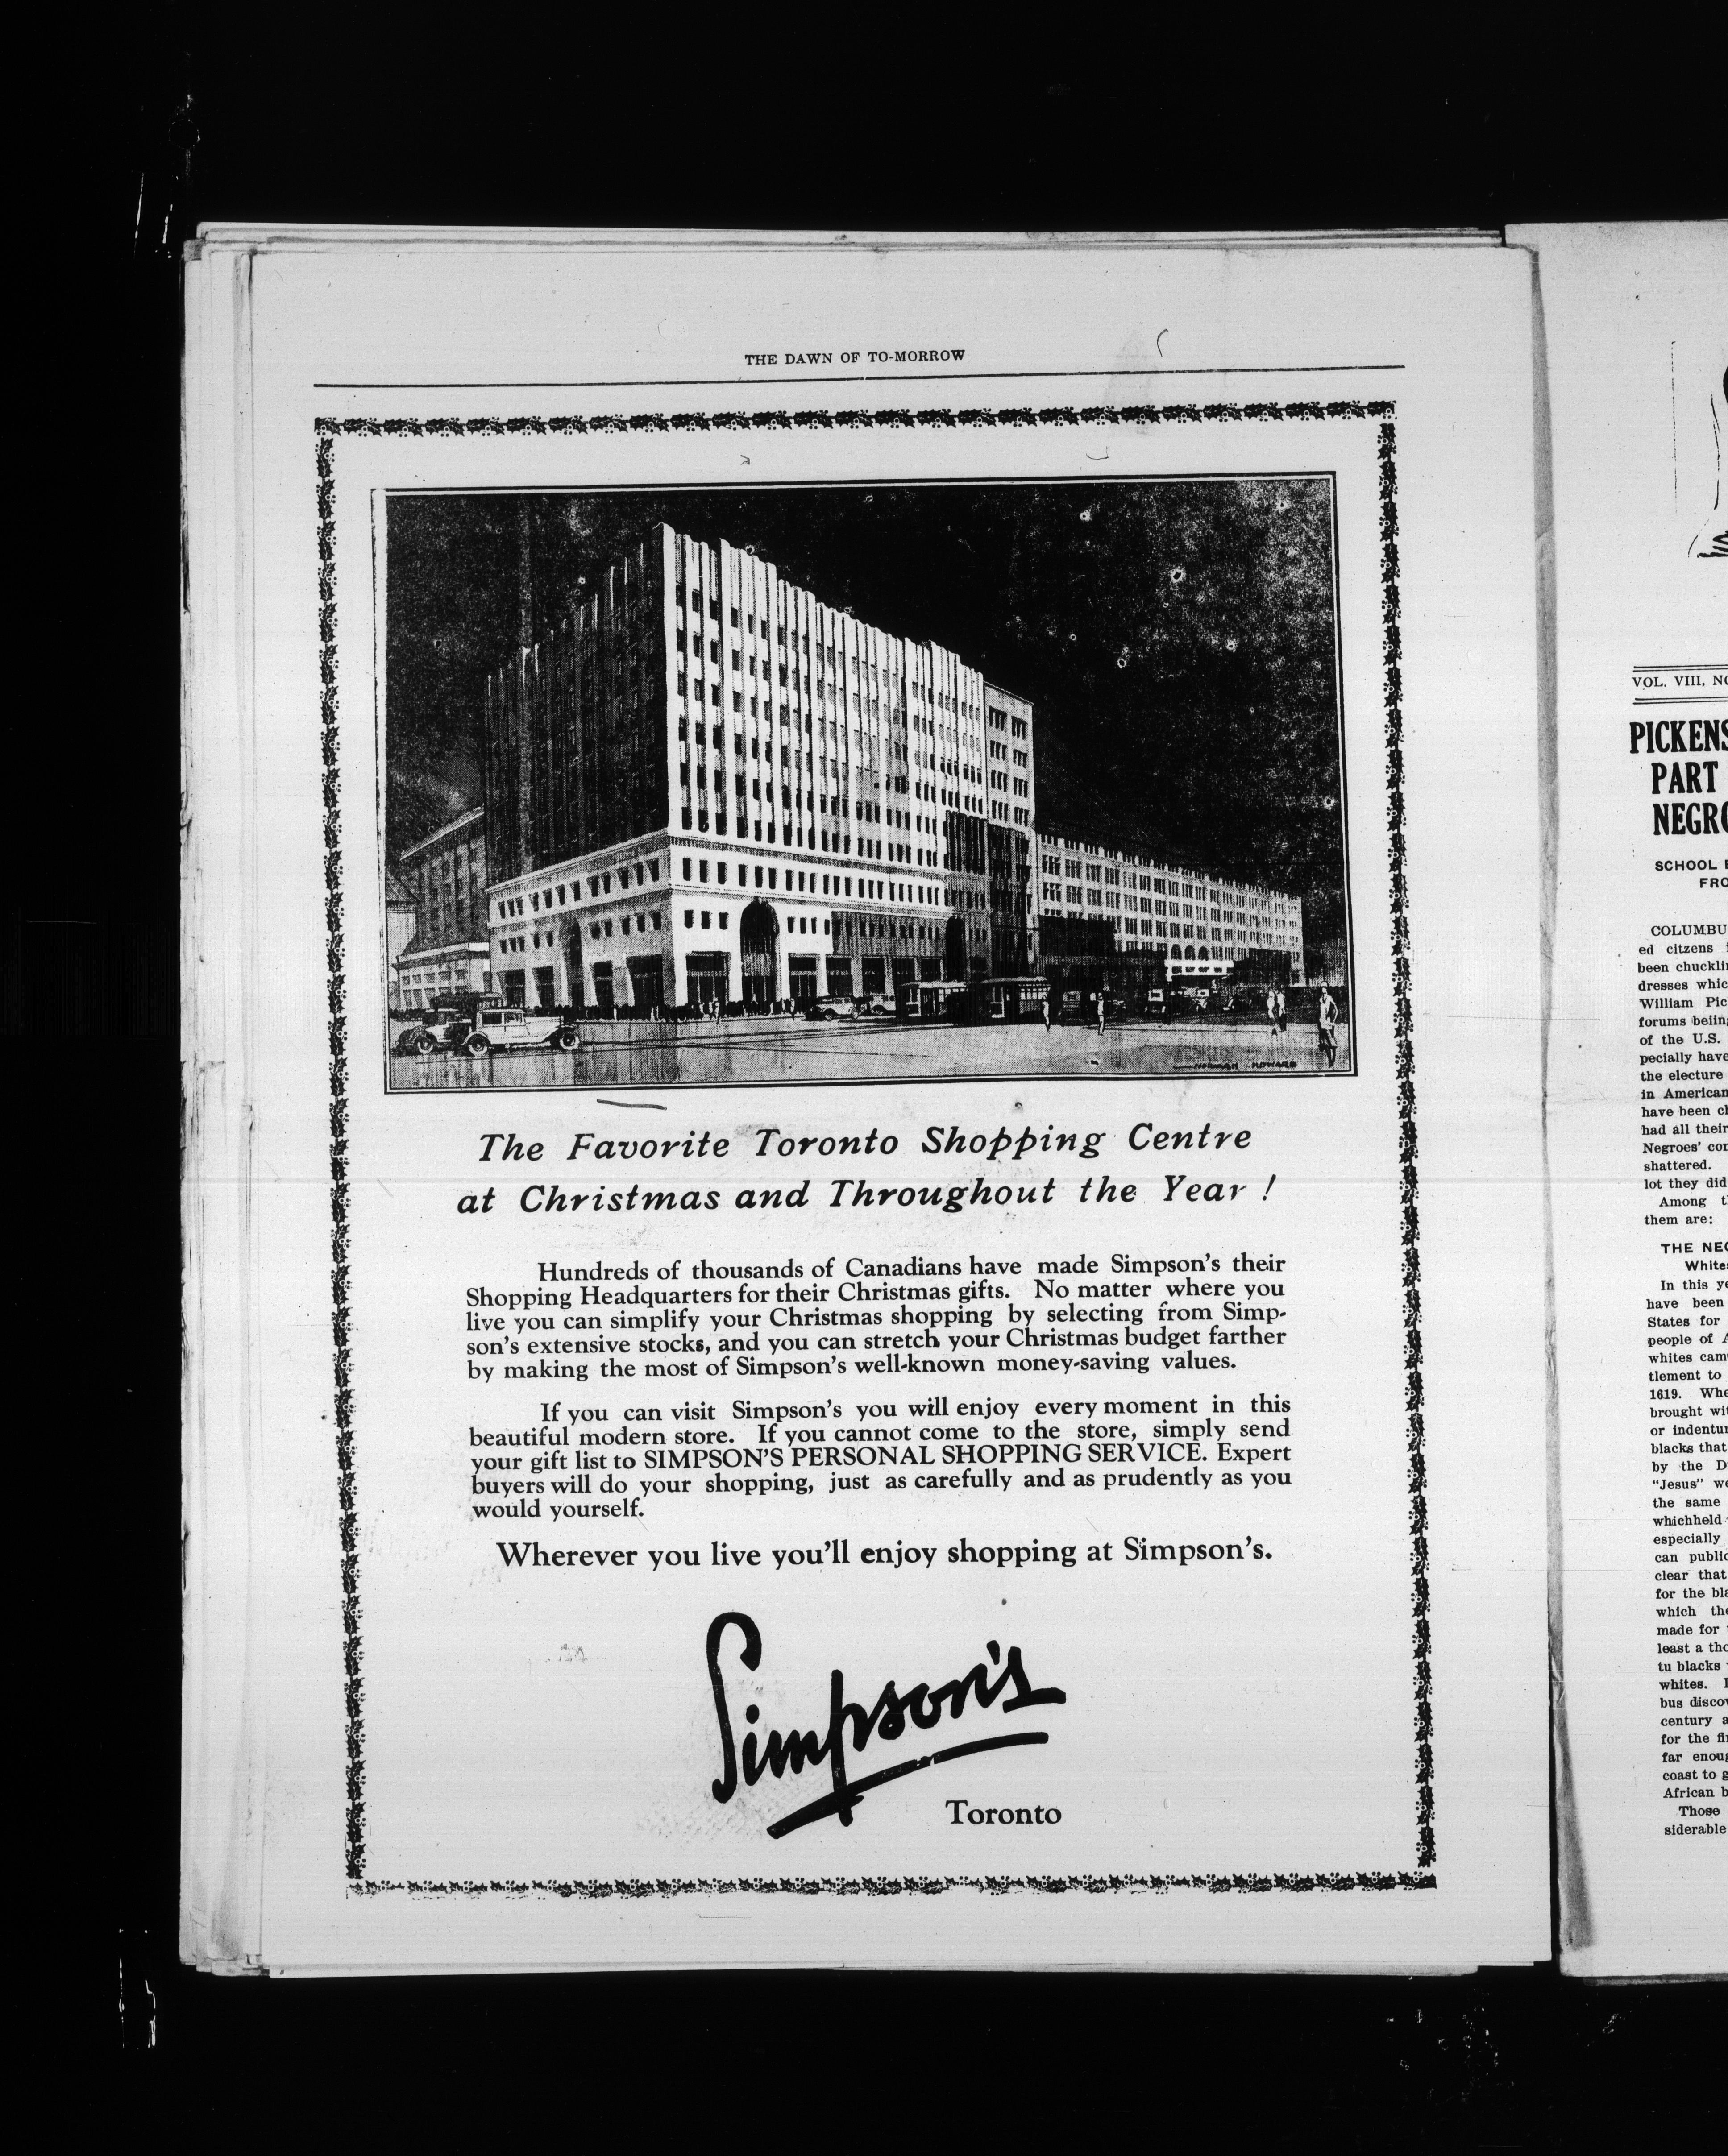 THE DAWN OF TO-MORROW
NORMAN HOWARD
The Favorite Toronto Shopping Centre
at Christmas and Throughout the Year !
Hundreds of thousands of Canadians have made Simpson's their
Shopping Headquarters for their Christmas gifts. No matter where you
live you can simplify your Christmas shopping by selecting from Simp-
son's extensive stocks, and you can stretch your Christmas budget farther
by making the most of Simpson's well-known money-saving values.
If you can visit Simpson's you will enjoy every moment in this
beautiful modern store. If you cannot come to the store, simply send
your gift list to SIMPSON'S PERSONAL SHOPPING SERVICE. Expert
buyers will do your shopping, just as carefully and as prudently as you
would yourself.
Wherever you live you'll enjoy shopping at Simpson's.
Simpson's
Toronto
VOL. VIII,
PICKENS
PART
NEGRO
SCHOOL
COLUMBU
ed citzens
been chucklin
dresses whic
William Pic
forums beiing
of the U.S.
pecially have
the electure
in American
have been ch
had all their
Negroes' con
shattered.
lot they did
Among t
them are:
THE NEG
Whites
In this ye
have been
States for
people of A
whites cam
tlement to
1619. Whe
brought wit
or indentur
blacks that
by the D
"Jesus" we
the same
whichheld
especially
can public
clear that
for the bla
which the
made for
least a tho
tu blacks
whites. I
bus discov
century a
for the fi
far enoug
coast to g
African b
Those
siderable